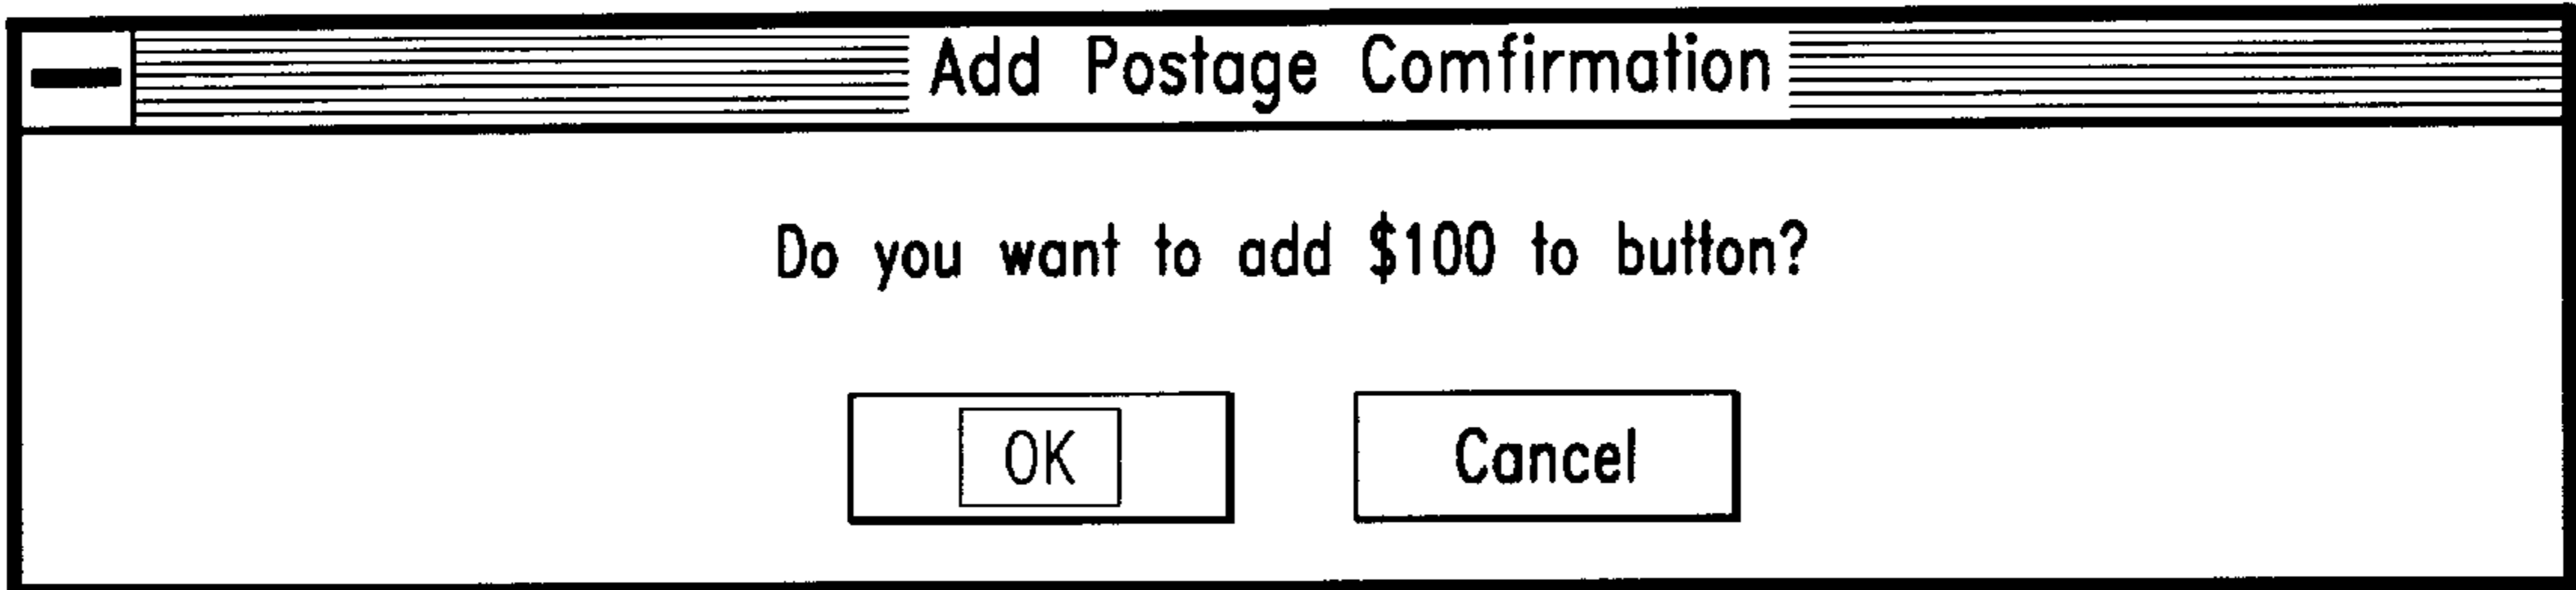 Add Postage Comfirmation
Do you want to add $100 to button?
OK Cancel